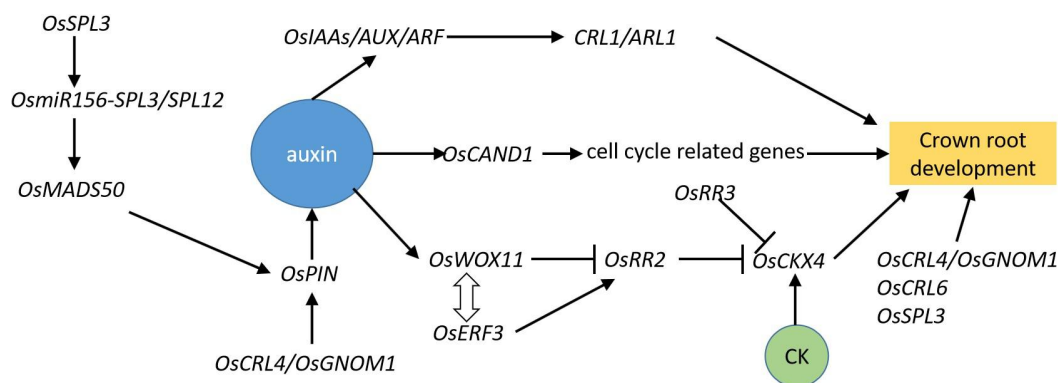 OsSPL3
OsmiR156-SPL3/SPL12
OsMADS50
OsIAAs/AUX/ARF
CRL1/ARL1
auxin
OsCAND1
cell cycle related genes
Crown root
development
OsRR3
OsPIN
OsWOX11
OsRR2
OsCKX4
OsERF3
OsCRL4/OsGNOM1
CK
OsCRL4/OsGNOM1
OsCRL6
OsSPL3